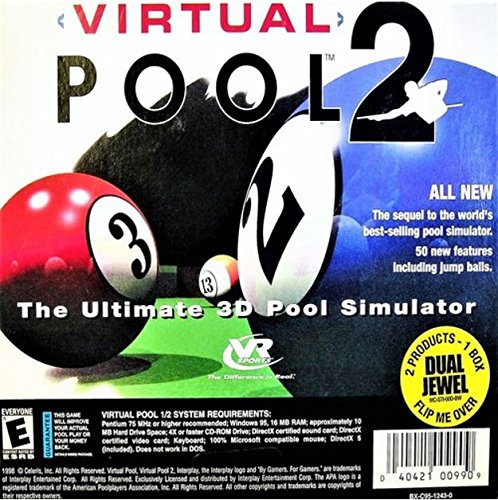 VIRTUAL
POOL 2
TM
3
2
13
ALL NEW
The sequel to the world's
best-selling pool simulator.
50 new features
including jump balls.
The Ultimate 3D Pool Simulator
VR
SPORTS
The Difference is Real.
2 PRODUCTS - 1 BOX
DUAL
JEWEL
FLIP ME OVER
EVERYONE
E
CONTENT RATED BY
ESRB
THIS GAME
WILL IMPROVE
YOUR ACTUAL
POOL PLAY OR
YOUR MONEY
BACK.
VIRTUAL POOL 1/2 SYSTEM REQUIREMENTS:
Pentium 75 MHz or higher recommended; Windows 95, 16 MB RAM; approximately 10
MB Hard Drive Space; 4X or faster CD-ROM Drive; DirectX certified sound card; DirectX
certified video card; Keyboard; 100% Microsoft compatible mouse; DirectX 5
(included). Does not work in DOS.
1998 © Celeris, Inc. All Rights Reserved. Virtual Pool, Virtual Pool 2, Interplay, the Interplay logo and "By Gamers. For Gamers." are trademarks
of Interplay Entertainment Corp. All Rights Reserved. Exclusively Licensed and distributed by Interplay Entertainment Corp. The APA logo is a
registered trademark of the American Poolplayers Association. All Rights Reserved. All other copyrights and trademarks are
of their respective
0 40421 00990 9
BX-C95-1243-0